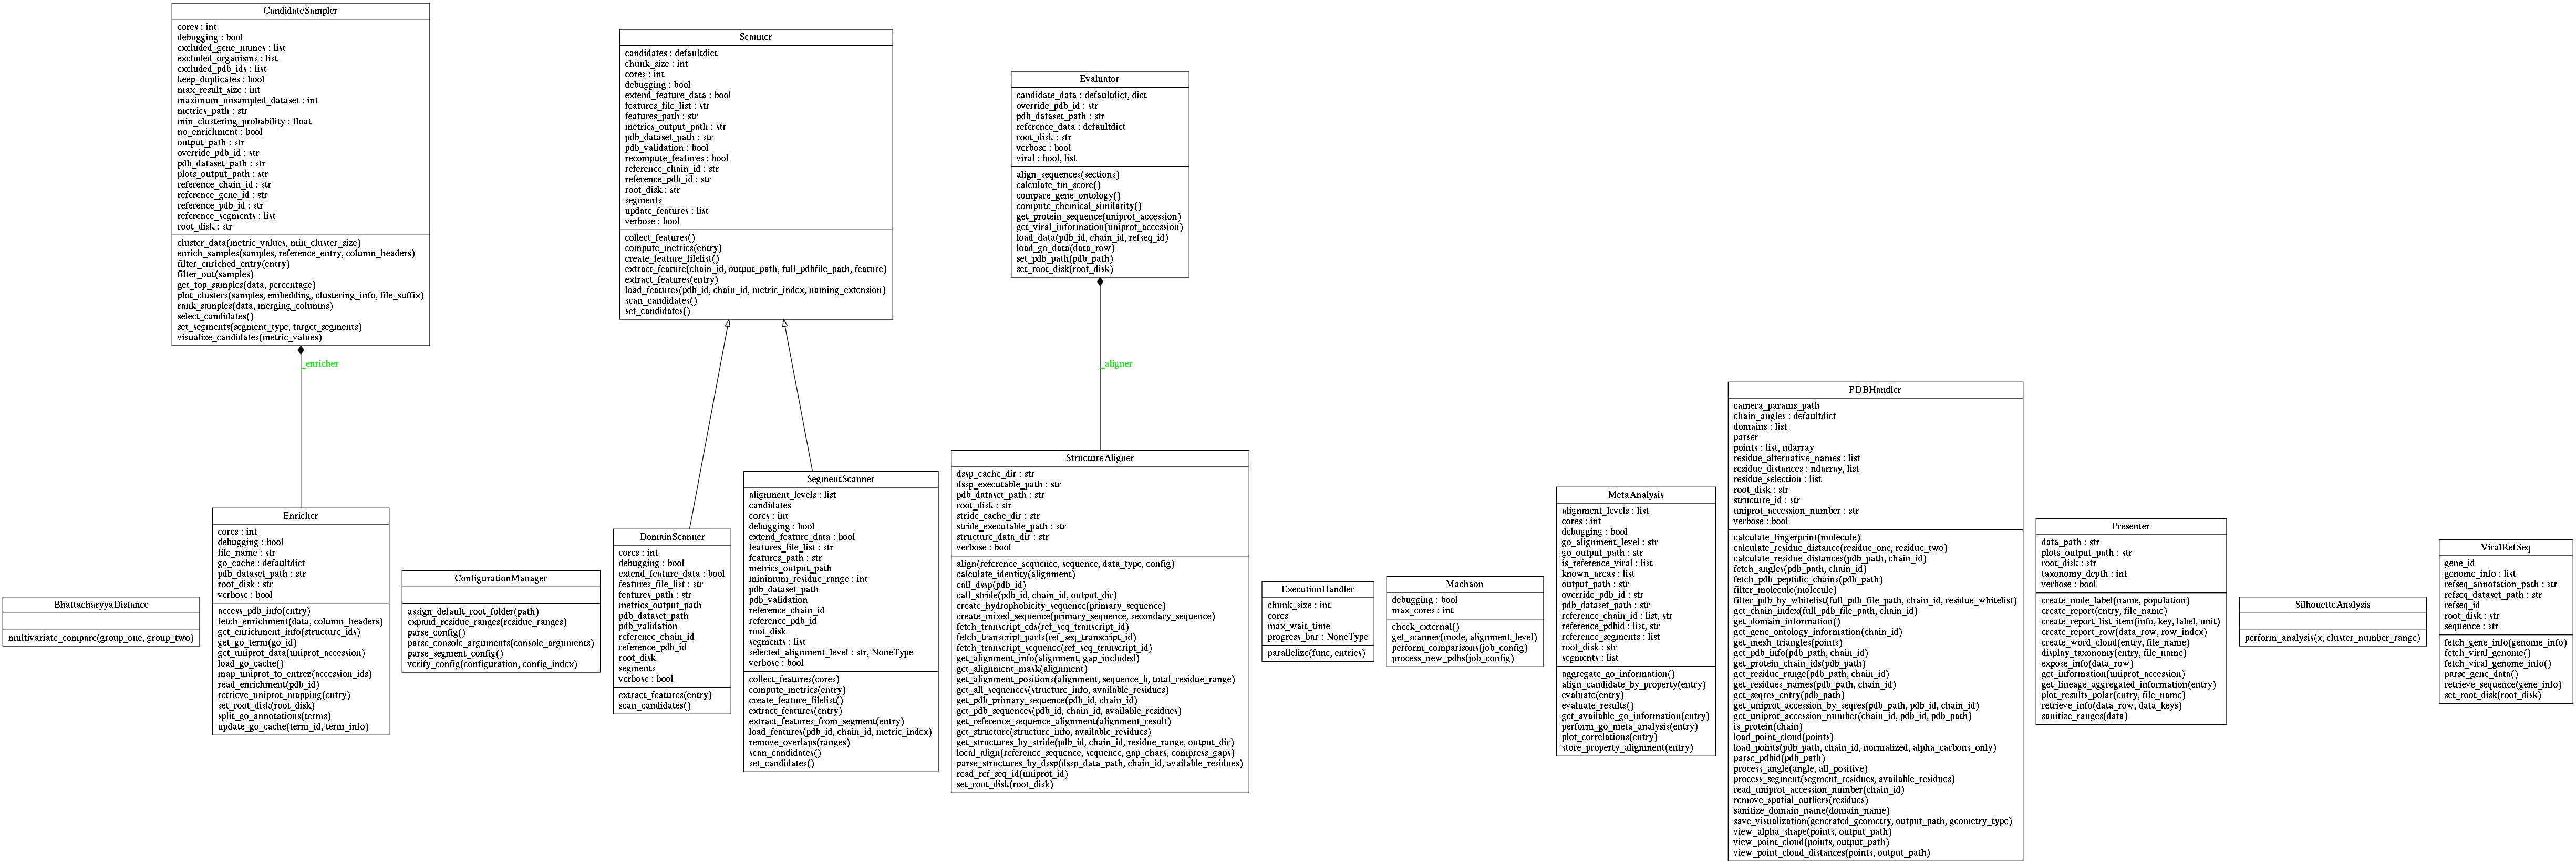 CandidateSampler
cores : int
debugging : bool
excluded_gene_names : list
excluded_organisms : list
excluded_pdb_ids : list
keep_duplicates : bool
max_result_size : int
maximum_unsampled_dataset : int
metrics_path : str
min_clustering_probability : float
no_enrichment : bool
output_path : str
override_pdb_id : str
pdb_dataset_path : str
plots_output_path : str
reference_chain_id : str
reference_gene_id : str
reference_pdb_id : str
reference_segments : list
root_disk : str
cluster_data(metric_values, min_cluster_size)
enrich_samples(samples, reference_entry, column_headers)
filter_enriched_entry(entry)
filter_out(samples)
get_top_samples(data, percentage)
plot_clusters(samples, embedding, clustering_info, file_suffix)
rank_samples(data, merging_columns)
select_candidates()
set_segments(segment_type, target_segments)
visualize_candidates(metric_values)
_enricher
Scanner
candidates : defaultdict
chunk_size : int
cores : int
debugging : bool
extend_feature_data : bool
features_file_list : str
features_path : str
metrics_output_path : str
pdb_dataset_path : str
pdb_validation : bool
recompute_features : bool
reference_chain_id : str
reference_pdb_id : str
root_disk : str
segments
update_features : list
verbose : bool
collect_features()
compute_metrics(entry)
create_feature_filelist()
extract_feature(chain_id, output_path, full_pdbfile_path, feature)
extract_features(entry)
load_features(pdb_id, chain_id, metric_index, naming_extension)
scan_candidates()
set_candidates()
Evaluator
candidate_data : defaultdict, dict
override_pdb_id : str
pdb_dataset_path : str
reference_data : defaultdict
root_disk : str
verbose : bool
viral : bool, list
align_sequences(sections)
calculate_tm_score()
compare_gene_ontology()
compute_chemical_similarity()
get_protein_sequence(uniprot_accession)
get_viral_information(uniprot_accession)
load_data(pdb_id, chain_id, refseq_id)
load_go_data(data_row)
set_pdb_path(pdb_path)
set_root_disk(root_disk)
_aligner
BhattacharyyaDistance
multivariate_compare(group_one, group_two)
Enricher
cores : int
debugging : bool
file_name : str
go_cache : defaultdict
pdb_dataset_path : str
root_disk : str
verbose : bool
access_pdb_info(entry)
fetch_enrichment(data, column_headers)
get_enrichment_info(structure_ids)
get_go_term(go_id)
get_uniprot_data(uniprot_accession)
load_go_cache()
map_uniprot_to_entrez(accession_ids)
read_enrichment(pdb_id)
retrieve_uniprot_mapping(entry)
set_root_disk(root_disk)
split_go_annotations(terms)
update_go_cache(term_id, term_info)
ConfigurationManager
assign_default_root_folder(path)
expand_residue_ranges(residue_ranges)
parse_config()
parse_console_arguments(console_arguments)
parse_segment_config()
verify_config(configuration, config_index)
DomainScanner
cores : int
debugging : bool
extend_feature_data : bool
features_file_list : str
features_path : str
metrics_output_path
pdb_dataset_path
pdb_validation
reference_chain_id
reference_pdb_id
root_disk
segments
verbose : bool
extract_features(entry)
scan_candidates()
SegmentScanner
alignment_levels : list
candidates
cores : int
debugging : bool
extend_feature_data : bool
features_file_list : str
features_path : str
metrics_output_path
minimum_residue_range : int
pdb_dataset_path
pdb_validation
reference_chain_id
reference_pdb_id
root_disk
segments : list
selected_alignment_level : str, NoneType
verbose : bool
collect_features(cores)
compute_metrics(entry)
create_feature_filelist()
extract_features(entry)
extract_features_from_segment(entry)
load_features(pdb_id, chain_id, metric_index)
remove_overlaps(ranges)
scan_candidates()
set_candidates()
StructureAligner
dssp_cache_dir : str
dssp_executable_path : str
pdb_dataset_path : str
root_disk : str
stride_cache_dir : str
stride_executable_path : str
structure_data_dir : str
verbose : bool
align(reference_sequence, sequence, data_type, config)
calculate_identity(alignment)
call_dssp(pdb_id)
call_stride(pdb_id, chain_id, output_dir)
create_hydrophobicity_sequence(primary_sequence)
create_mixed_sequence(primary_sequence, secondary_sequence)
fetch_transcript_cds(ref_seq_transcript_id)
fetch_transcript_parts(ref_seq_transcript_id)
fetch_transcript_sequence(ref_seq_transcript_id)
get_alignment_info(alignment, gap_included)
get_alignment_mask(alignment)
get_alignment_positions(alignment, sequence_b, total_residue_range)
get_all_sequences(structure_info, available_residues)
get_pdb_primary_sequence(pdb_id, chain_id)
get_pdb_sequences(pdb_id, chain_id, available_residues)
get_reference_sequence_alignment(alignment_result)
get_structure(structure_info, available_residues)
get_structures_by_stride(pdb_id, chain_id, residue_range, output_dir)
local_align(reference_sequence, sequence, gap_chars, compress_gaps)
parse_structures_by_dssp(dssp_data_path, chain_id, available_residues)
read_ref_seq_id(uniprot_id)
set_root_disk(root_disk)
ExecutionHandler
chunk_size : int
cores
max_wait_time
progress_bar : NoneType
parallelize(func, entries)
Machaon
debugging : bool
max_cores : int
check_external()
get_scanner(mode, alignment_level)
perform_comparisons(job_config)
process_new_pdbs(job_config)
MetaAnalysis
alignment_levels : list
cores : int
debugging : bool
go_alignment_level : str
go_output_path : str
is_reference_viral : list
known_areas : list
output_path : str
override_pdb_id : str
pdb_dataset_path : str
reference_chain_id : list, str
reference_pdbid : list, str
reference_segments : list
root_disk : str
segments : list
aggregate_go_information()
align_candidate_by_property(entry)
evaluate(entry)
evaluate_results()
get_available_go_information(entry)
perform_go_meta_analysis(entry)
plot_correlations(entry)
store_property_alignment(entry)
PDBHandler
camera_params_path
chain_angles : defaultdict
domains : list
parser
points : list, ndarray
residue_alternative_names : list
residue_distances : ndarray, list
residue_selection : list
root_disk : str
structure_id : str
uniprot_accession_number : str
verbose : bool
calculate_fingerprint(molecule)
calculate_residue_distance(residue_one, residue_two)
calculate_residue_distances(pdb_path, chain_id)
fetch_angles(pdb_path, chain_id)
fetch_pdb_peptidic_chains(pdb_path)
filter_molecule(molecule)
filter_pdb_by_whitelist(full_pdb_file_path, chain_id, residue_whitelist)
get_chain_index(full_pdb_file_path, chain_id)
get_domain_information()
get_gene_ontology_information(chain_id)
get_mesh_triangles(points)
get_pdb_info(pdb_path, chain_id)
get_protein_chain_ids(pdb_path)
get_residue_range(pdb_path, chain_id)
get_residues_names(pdb_path, chain_id)
get_seqres_entry(pdb_path)
get_uniprot_accession_by_seqres(pdb_path, pdb_id, chain_id)
get_uniprot_accession_number(chain_id, pdb_id, pdb_path)
is_protein(chain)
load_point_cloud(points)
load_points(pdb_path, chain_id, normalized, alpha_carbons_only)
parse_pdbid(pdb_path)
process_angle(angle, all_positive)
process_segment(segment_residues, available_residues)
read_uniprot_accession_number(chain_id)
remove_spatial_outliers(residues)
sanitize_domain_name(domain_name)
save_visualization(generated_geometry, output_path, geometry_type)
view_alpha_shape(points, output_path)
view_point_cloud(points, output_path)
view_point_cloud_distances(points, output_path)
Presenter
data_path : str
plots_output_path : str
root_disk : str
taxonomy_depth : int
verbose : bool
create_node_label(name, population)
create_report(entry, file_name)
create_report_list_item(info, key, label, unit)
create_report_row(data_row, row_index)
create_word_cloud(entry, file_name)
display_taxonomy(entry, file_name)
expose_info(data_row)
get_information(uniprot_accession)
get_lineage_aggregated_information(entry)
plot_results_polar(entry, file_name)
retrieve_info(data_row, data_keys)
sanitize_ranges(data)
SilhouetteAnalysis
perform_analysis(x, cluster_number_range)
ViralRefSeq
gene_id
genome_info : list
refseq_annotation_path : str
refseq_dataset_path : str
refseq_id
root_disk : str
sequence : str
fetch_gene_info(genome_info)
fetch_viral_genome()
fetch_viral_genome_info()
parse_gene_data()
retrieve_sequence(gene_info)
set_root_disk(root_disk)